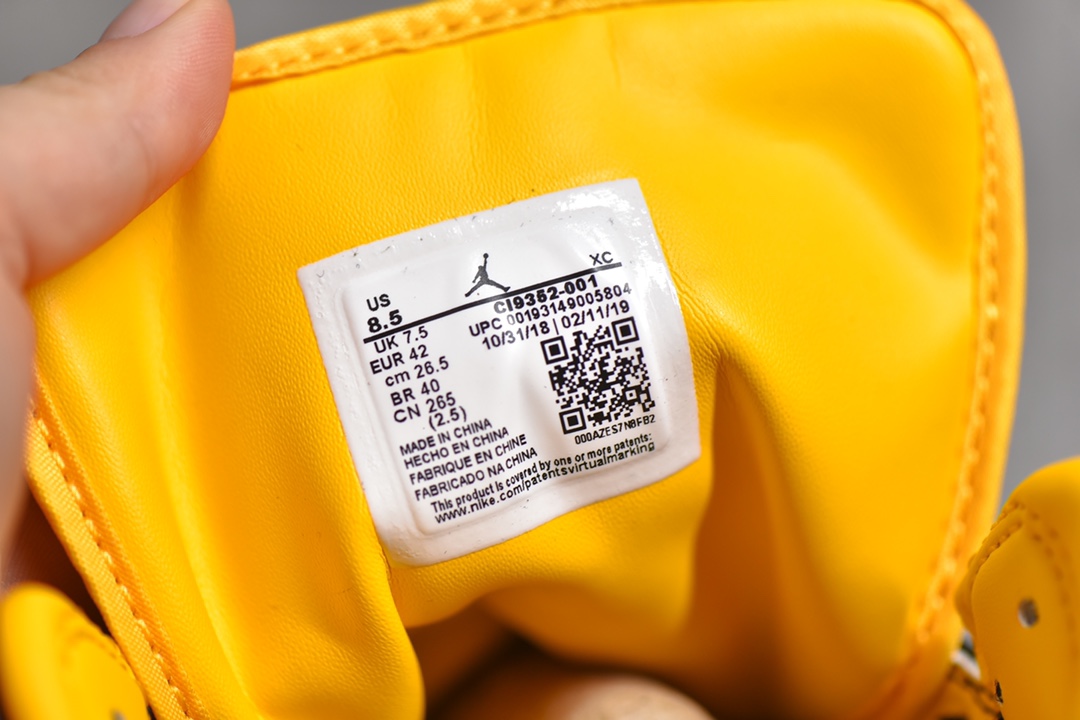 US
8.5
XC
CI9352-001
UPC 00193149005804
10/31/18 | 02/11/19
UK 7.5
EUR 42
cm 26.5
BR 40
CN 265
(2.5)
000AZES7N8FB2
MADE IN CHINA
HECHO EN CHINA
FABRIQUE EN CHINE
FABRICADO NA CHINA
This product is covered by one or more patents:
www.nike.com/patentsvirtualmarking